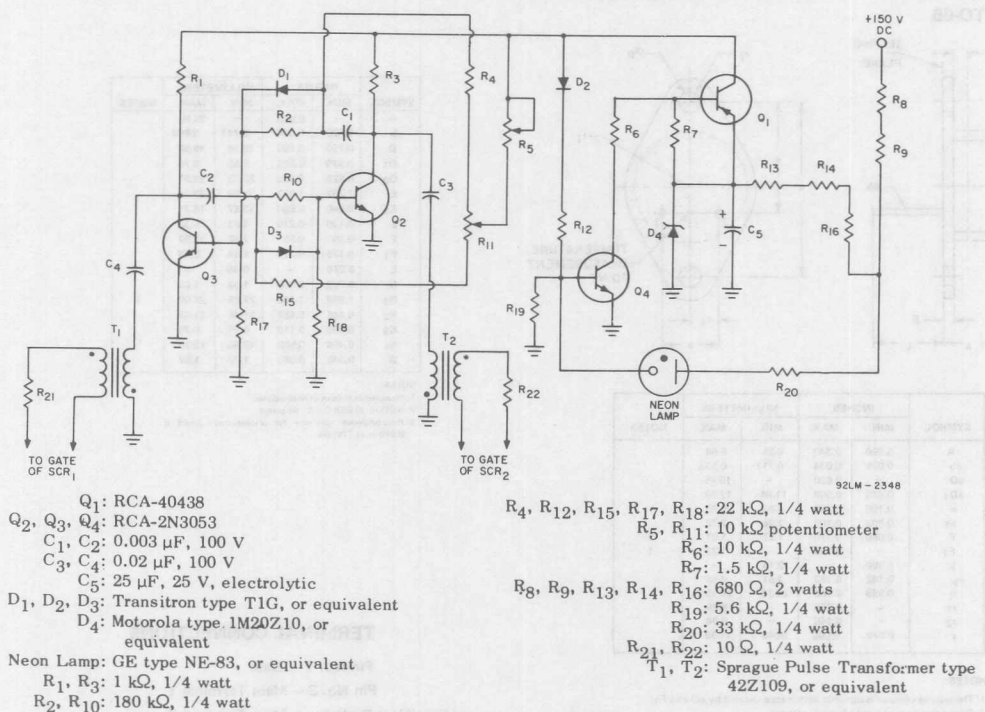 +150 V
DC
D1
R1
R3
R4
D2
Q1
R8
R2
C1
R5
R6
R7
R9
R13
R14
C2
R10
Q2
C3
R11
R12
D4
+
C5
-
R16
D3
C4
Q3
R15
Q4
R19
R17
R18
T1
T2
NEON
LAMP
R20
R21
R22
TO GATE
OF SCR1
TO GATE
OF SCR2
92LM-2348
Q1: RCA-40438
Q2, Q3, Q4: RCA-2N3053
C1, C2: 0.003 µF, 100 V
C3, C4: 0.02 µF, 100 V
C5: 25 µF, 25 V, electrolytic
D1, D2, D3: Transitron type T1G, or equivalent
D4: Motorola type 1M20Z10, or
equivalent
Neon Lamp: GE type NE-83, or equivalent
R1, R3: 1 kΩ, 1/4 watt
R2, R10: 180 kΩ, 1/4 watt
R4, R12, R15, R17, R18: 22 kΩ, 1/4 watt
R5, R11: 10 kΩ potentiometer
R6: 10 kΩ, 1/4 watt
R7: 1.5 kΩ, 1/4 watt
R8, R9, R13, R14, R16: 680 Ω, 2 watts
R19: 5.6 kΩ, 1/4 watt
R20: 33 kΩ, 1/4 watt
R21, R22: 10 Ω, 1/4 watt
T1, T2: Sprague Pulse Transformer type
42Z109, or equivalent